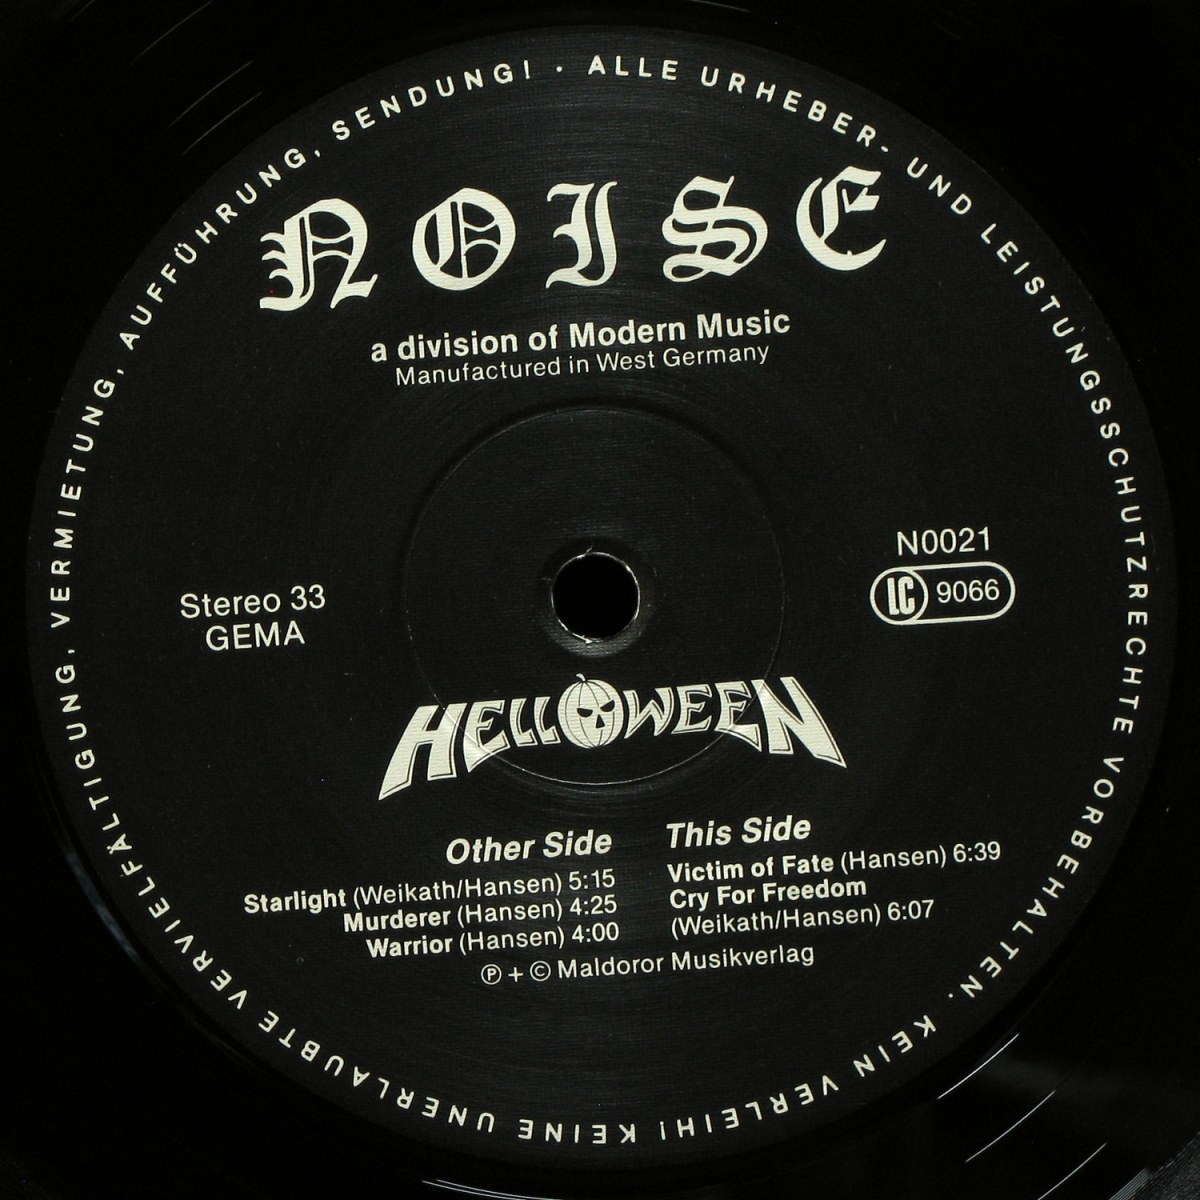 ALLE URHEBER- UND LEISTUNGSSCHUTZRECHTE VORBEHALTEN. KEIN VERLEIH! KEINE UNERLAUBTE VERVIELFÄLTIGUNG, VERMIETUNG, AUFFÜHRUNG, SENDUNG! ·
NOISE
a division of Modern Music
Manufactured in West Germany
N0021
LC 9066
Stereo 33
GEMA
HELLOWEEN
Other Side
Starlight (Weikath/Hansen) 5:15
Murderer (Hansen) 4:25
Warrior (Hansen) 4:00
This Side
Victim of Fate (Hansen) 6:39
Cry For Freedom
(Weikath/Hansen) 6:07
℗ + © Maldoror Musikverlag